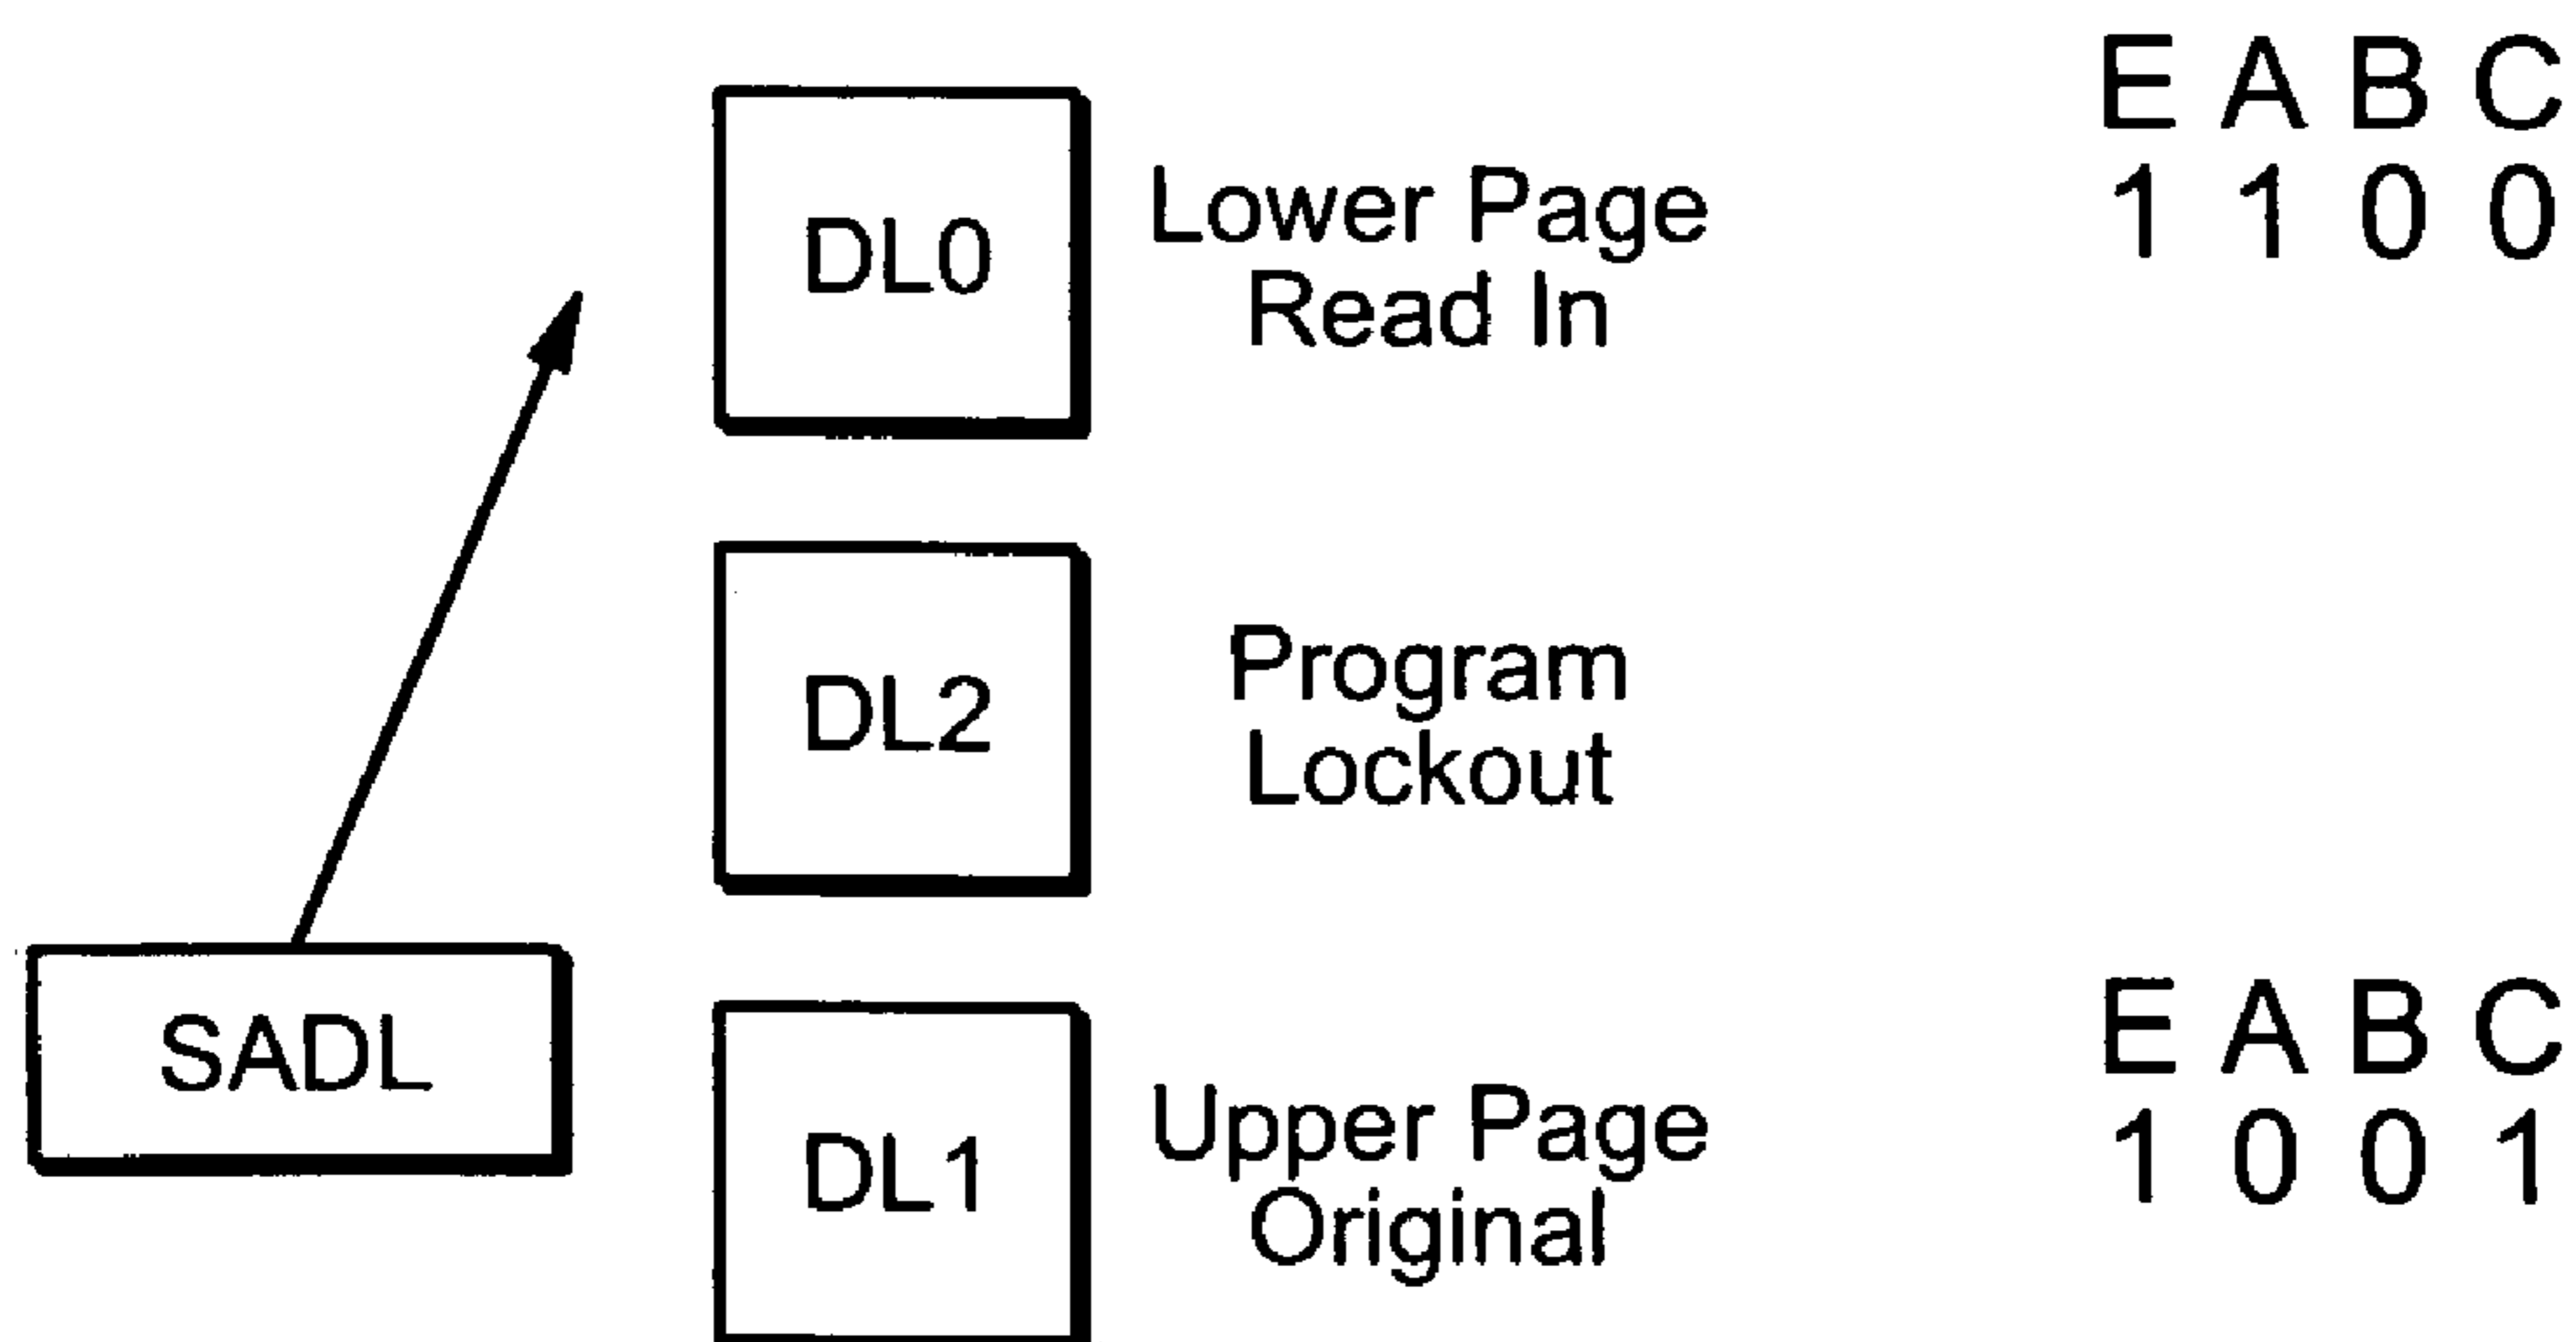 E A B C
1 1 0 0
DL0
Lower Page
Read In
DL2
Program
Lockout
SADL
DL1
Upper Page
Original
E A B C
1 0 0 1